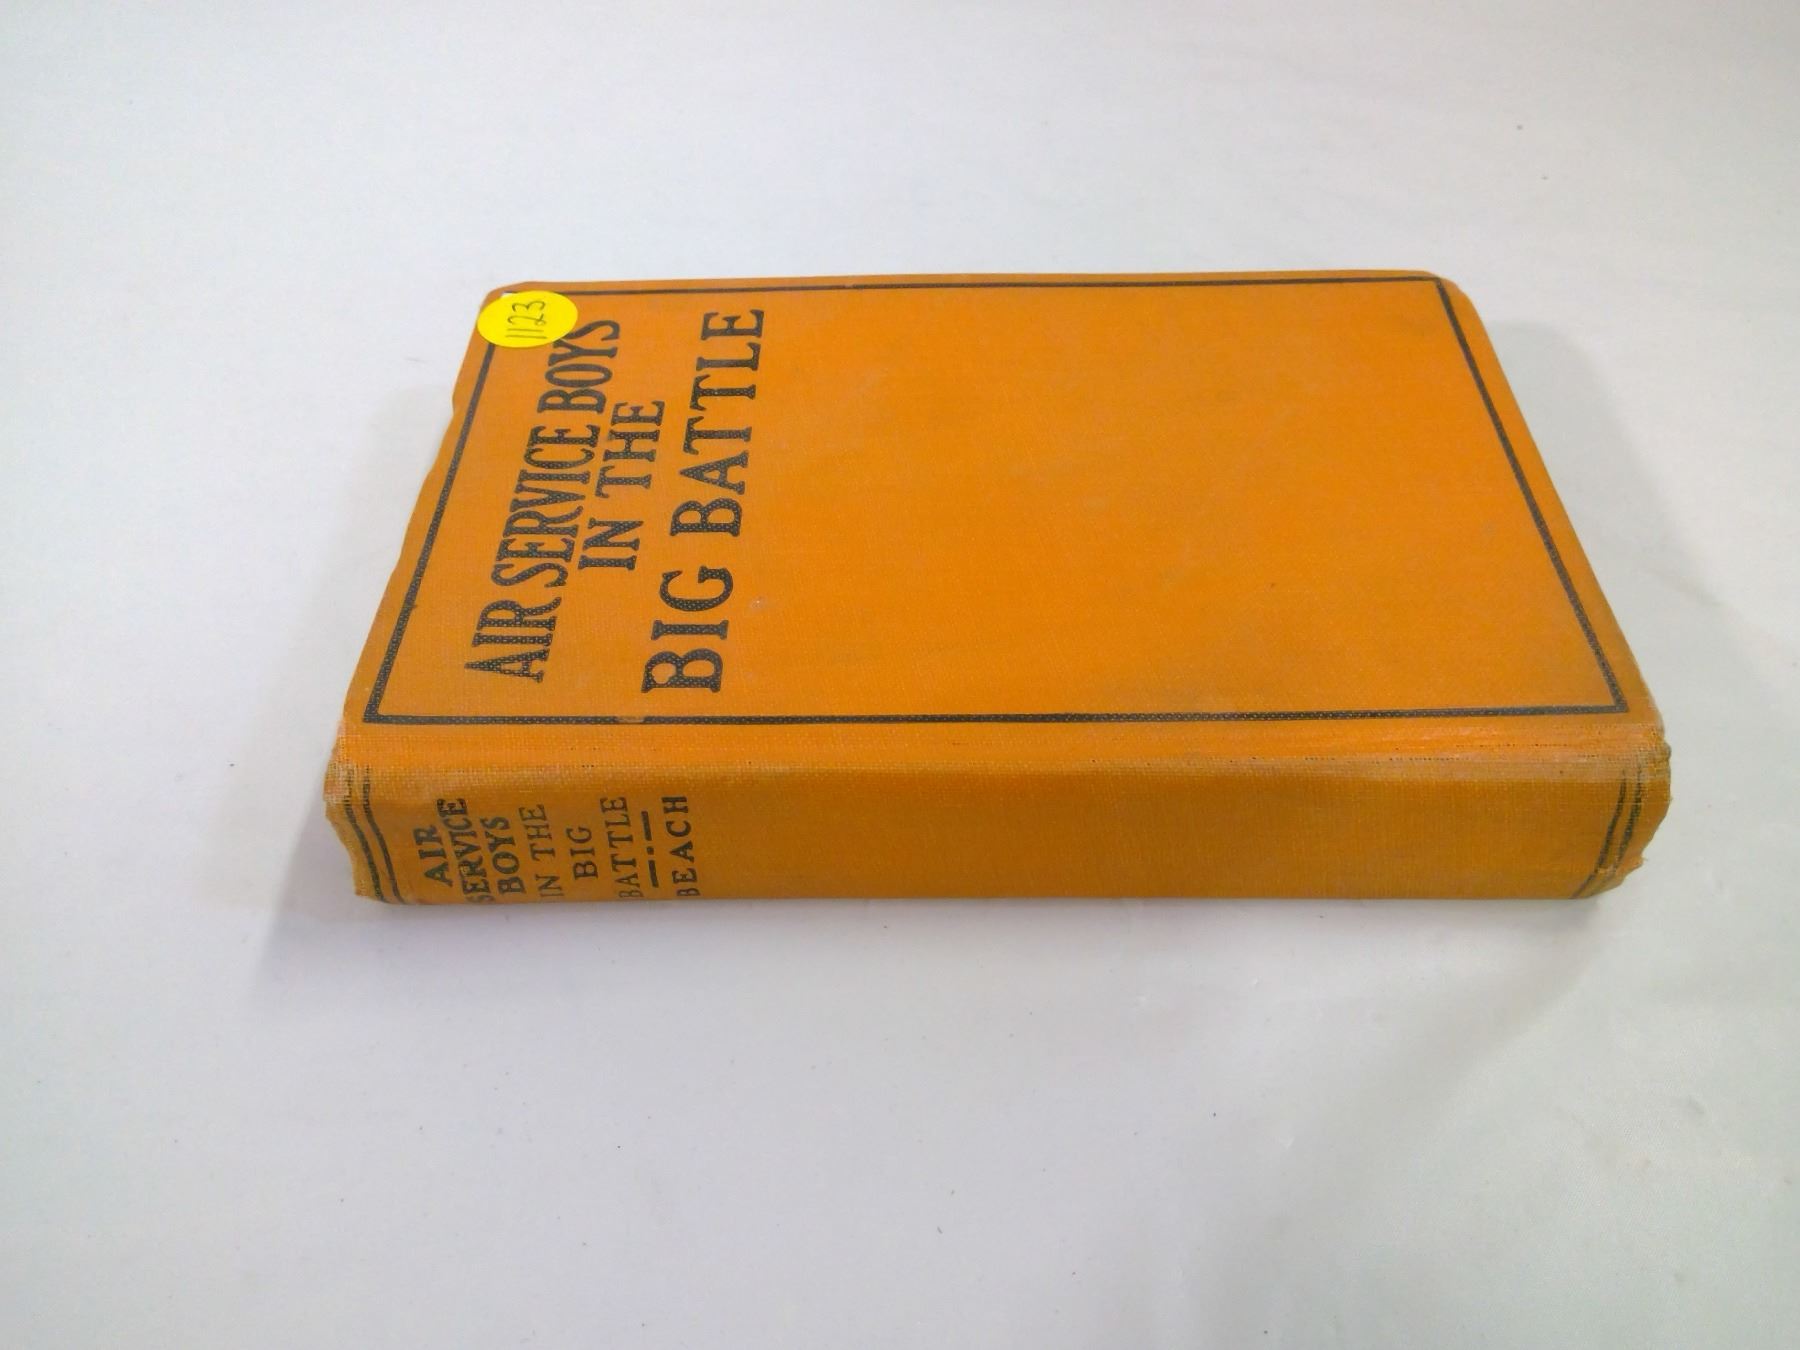 1123
AIR SERVICE BOYS
IN THE
BIG BATTLE
AIR
SERVICE
BOYS
IN THE
BIG
BATTLE
BEACH